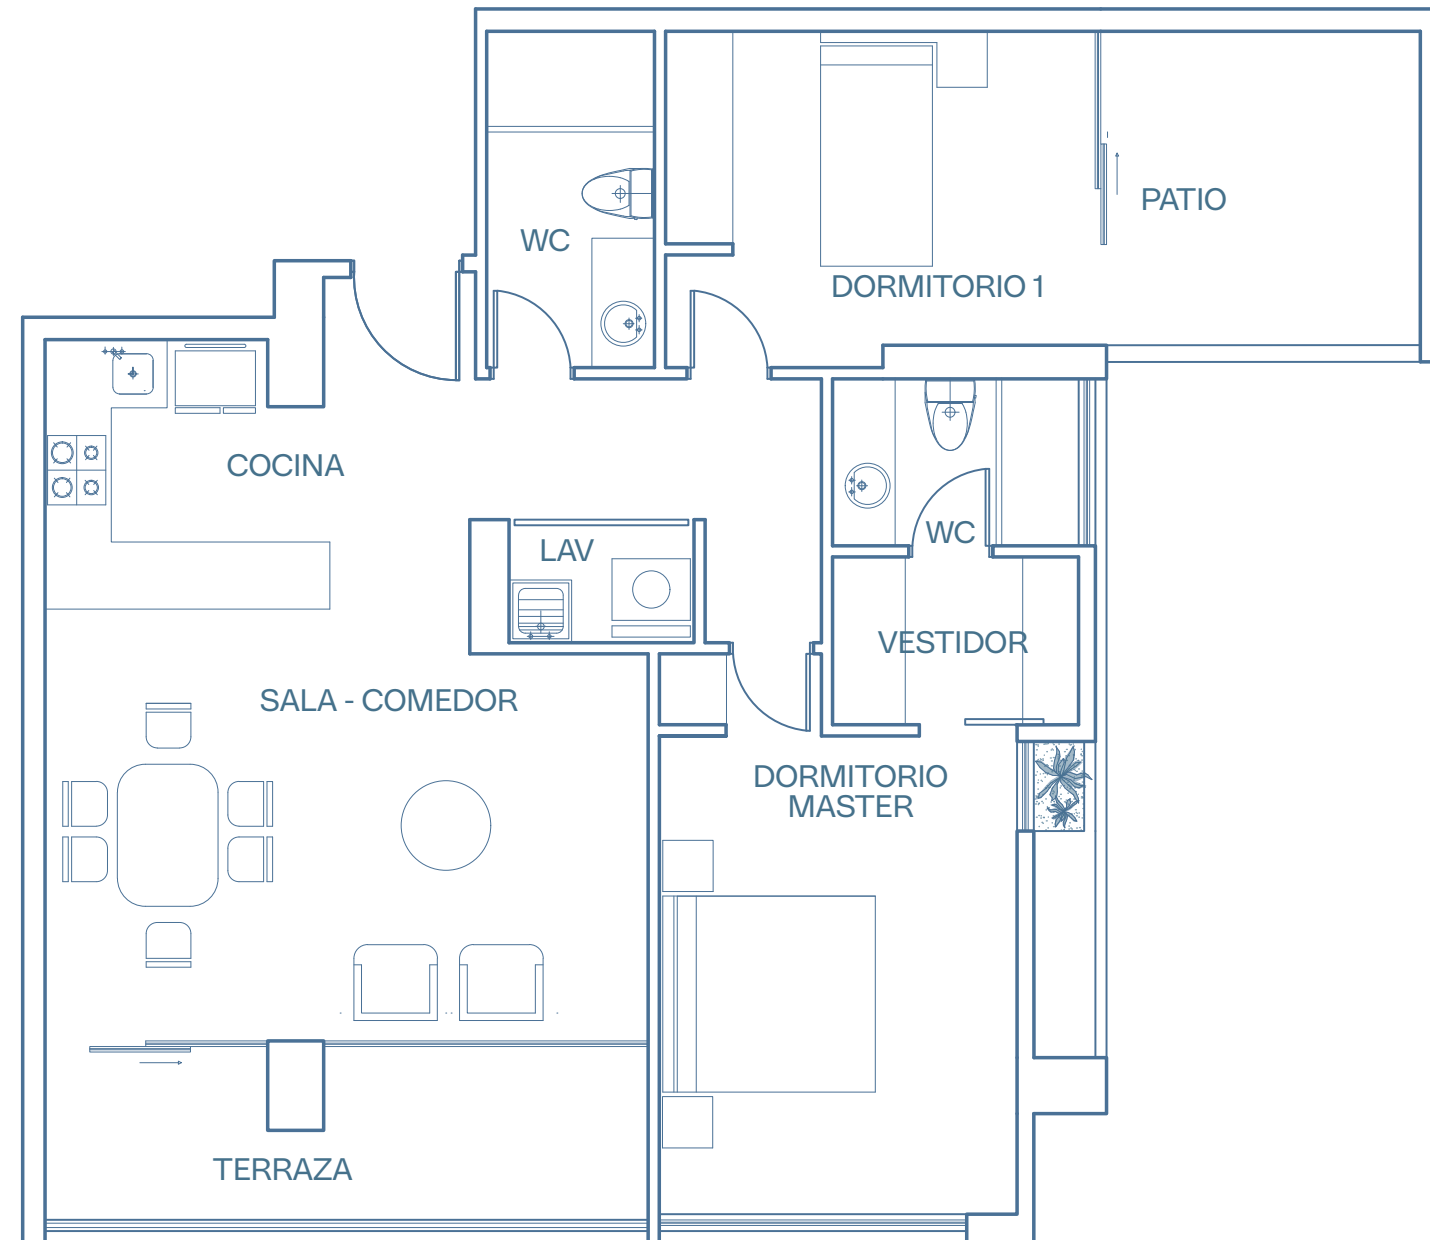 PATIO
WC
DORMITORIO 1
COCINA
WC
LAV
VESTIDOR
SALA - COMEDOR
DORMITORIO
MASTER
TERRAZA